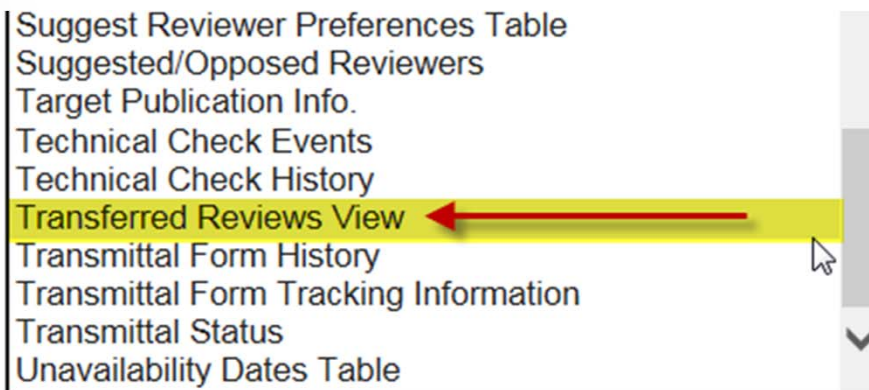 Suggest Reviewer Preferences Table
Suggested/Opposed Reviewers
Target Publication Info.
Technical Check Events
Technical Check History
Transferred Reviews View
Transmittal Form History
Transmittal Form Tracking Information
Transmittal Status
Unavailability Dates Table